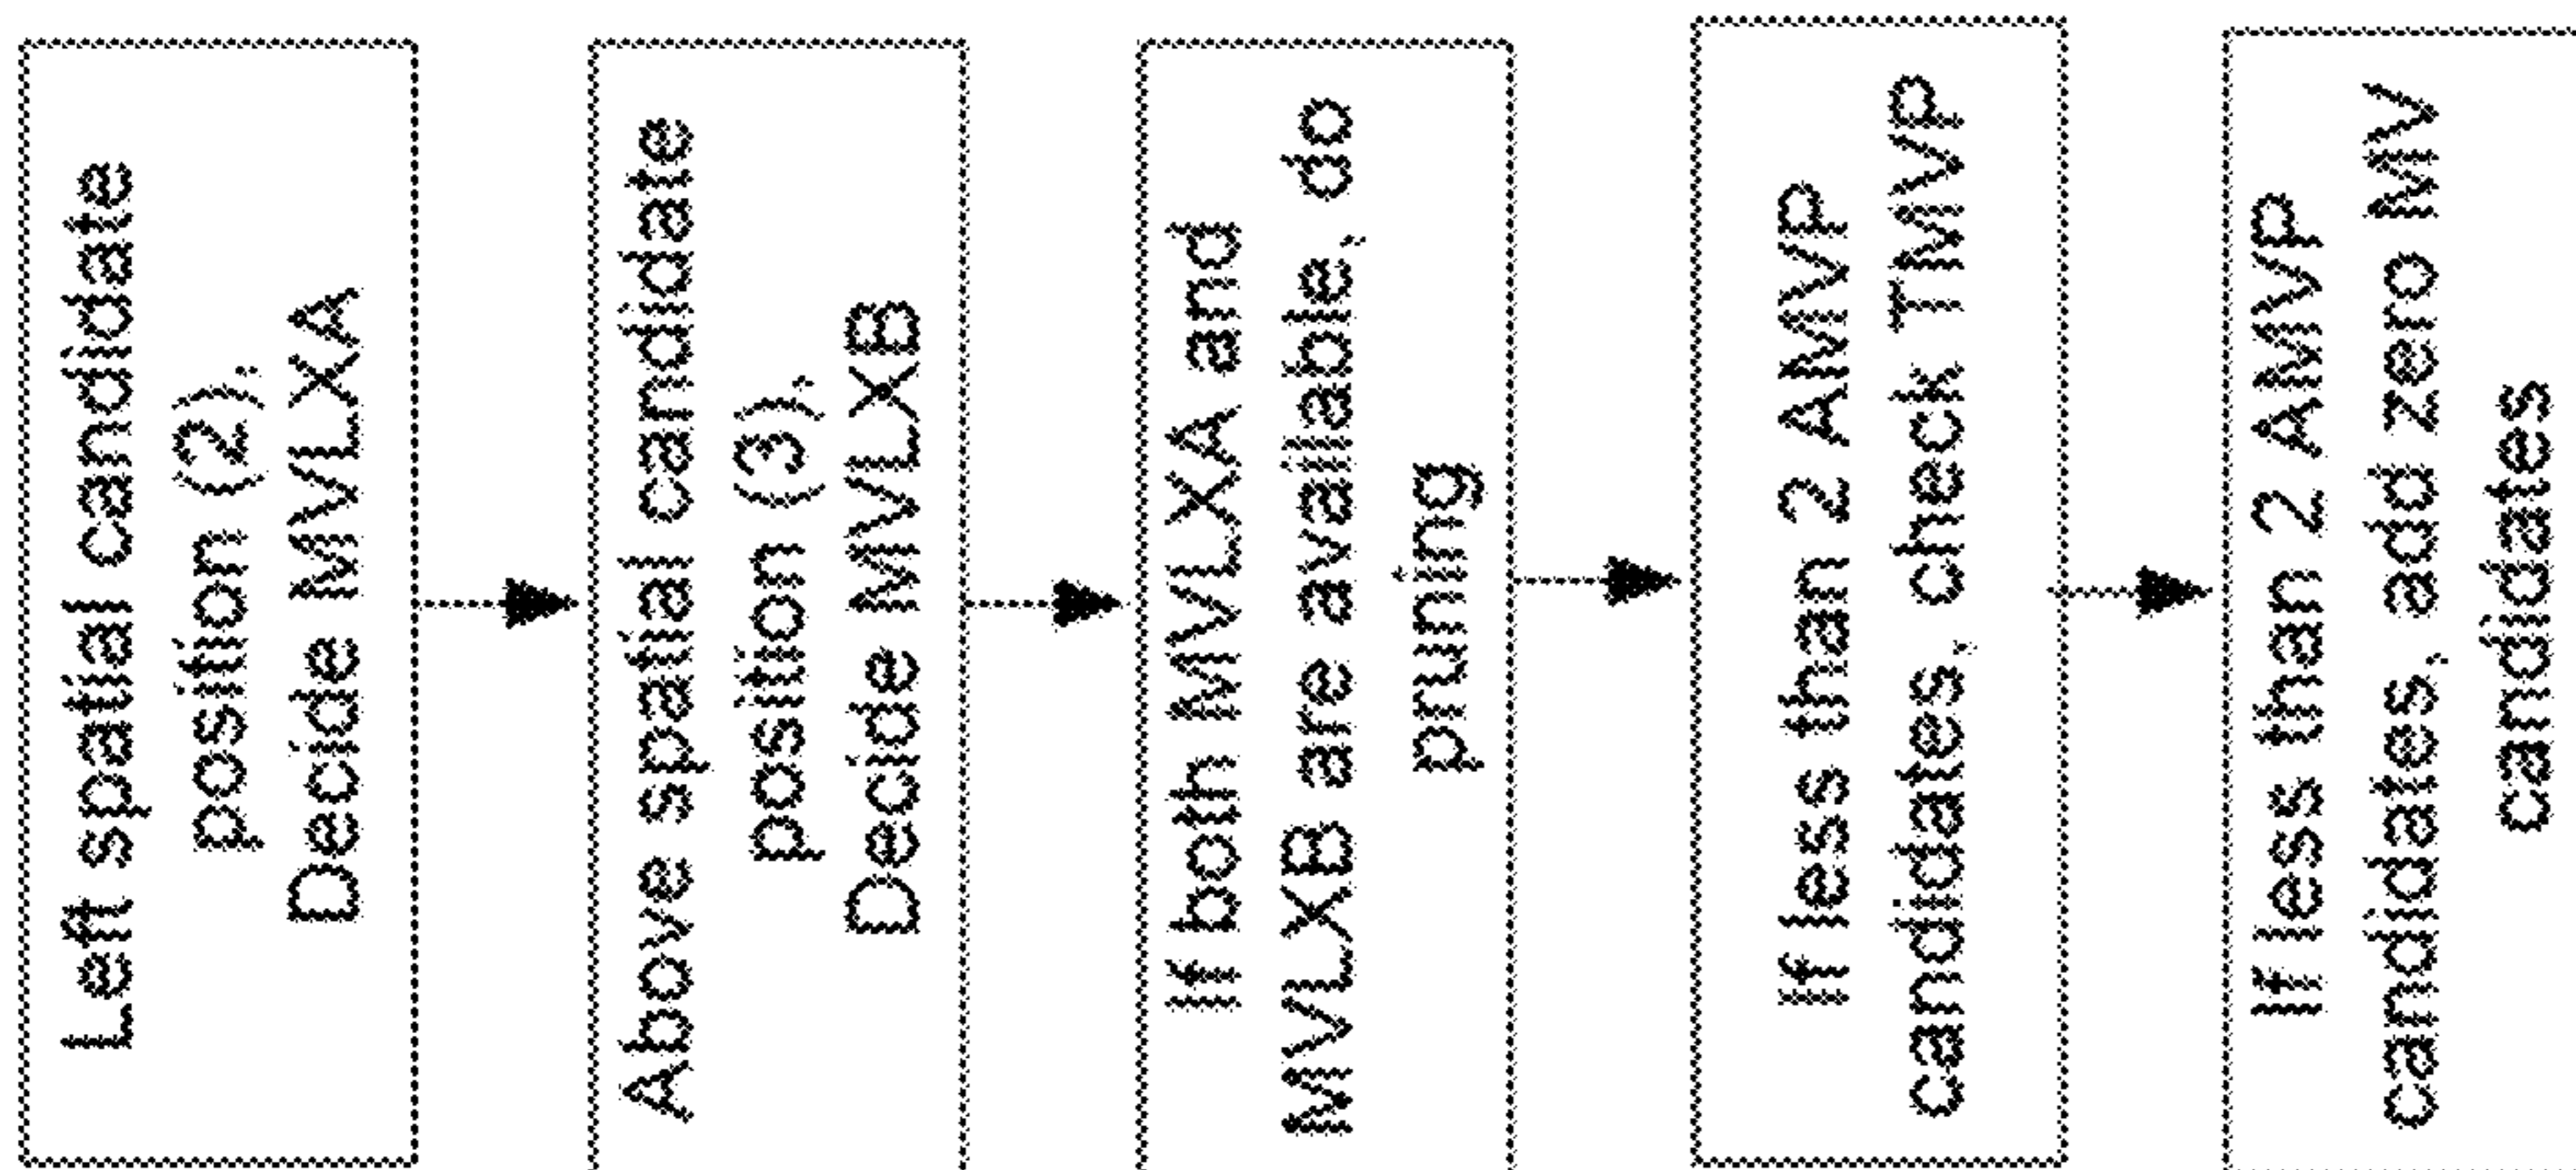 Left spatial candidate
position (2),
Decide MVLXA
Above spatial candidate
position (3),
Decide MVLXB
If both MVLXA and
MVLXB are available, do
pruning
If less than 2 AMVP
candidates, check TMVP
If less than 2 AMVP
candidates, add zero MV
candidates